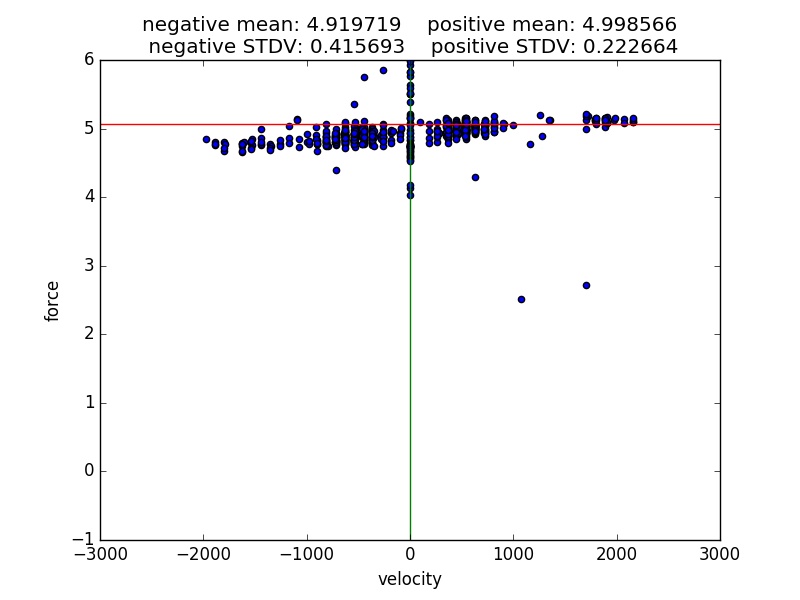 negative mean: 4.919719 positive mean: 4.998566
negative STDV: 0.415693 positive STDV: 0.222664
6
5
4
3
2
1
0
−1
force
−3000 −2000 −1000 0 1000 2000 3000
velocity